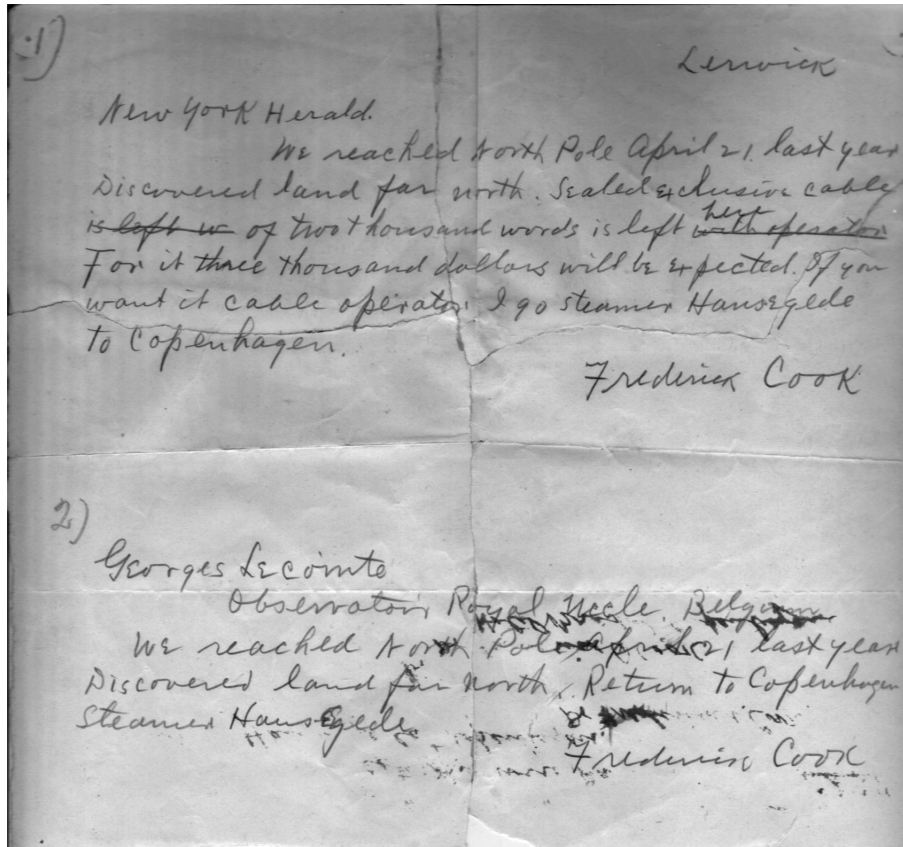 1)
Lerwick
New York Herald.
We reached North Pole April 21. last year
Discovered land far north. Sealed exclusive cable
is left w of two thousand words is left with operator here
For it three thousand dollars will be expected. If you
want it cable operator. I go steamer Hans Egede
to Copenhagen.
Frederick Cook
2)
Georges Lecointe
Observatoir Royal Uccle. Belgium
We reached North Pole April 21 last year
Discovered land far north. Return to Copenhagen
Steamer Hans Egede
Frederick Cook